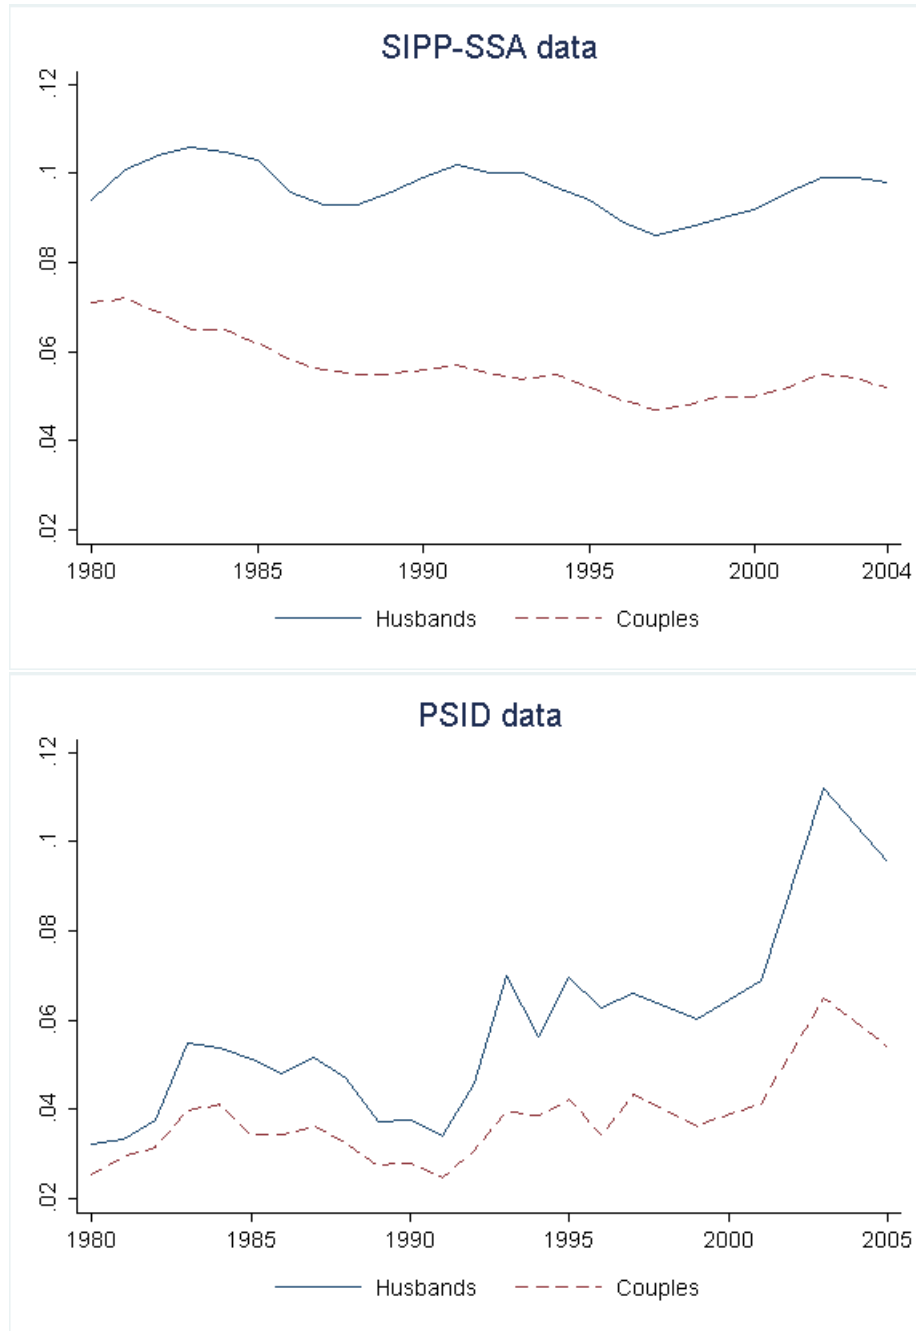 SIPP-SSA data
.12
.1
.08
.06
.04
.02
1980 1985 1990 1995 2000 2004
Husbands Couples
PSID data
.12
.1
.08
.06
.04
.02
1980 1985 1990 1995 2000 2005
Husbands Couples